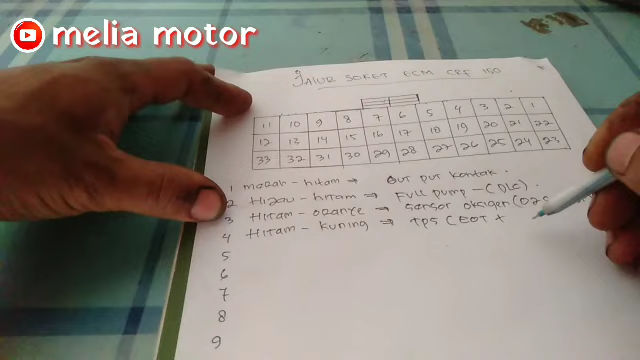 melia motor
JALUR SOKET ECM CRF 150
11 10 9 8 7 6 5 4 3 2 1
12 13 14 15 16 17 18 19 20 21 22
33 32 31 30 29 28 27 26 25 24 23
1 merah - hitam → OUT PUT KONTAK
2 Hijau - hitam → FULL PUMP - (DLC).
3 Hitam - orange → Sensor oksigen (O2S
4 Hitam - Kuning → TPS (EOT +
5
6
7
8
9